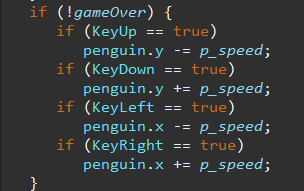 if (!gameOver) {
    if (KeyUp == true)
        penguin.y -= p_speed;
    if (KeyDown == true)
        penguin.y += p_speed;
    if (KeyLeft == true)
        penguin.x -= p_speed;
    if (KeyRight == true)
        penguin.x += p_speed;
}